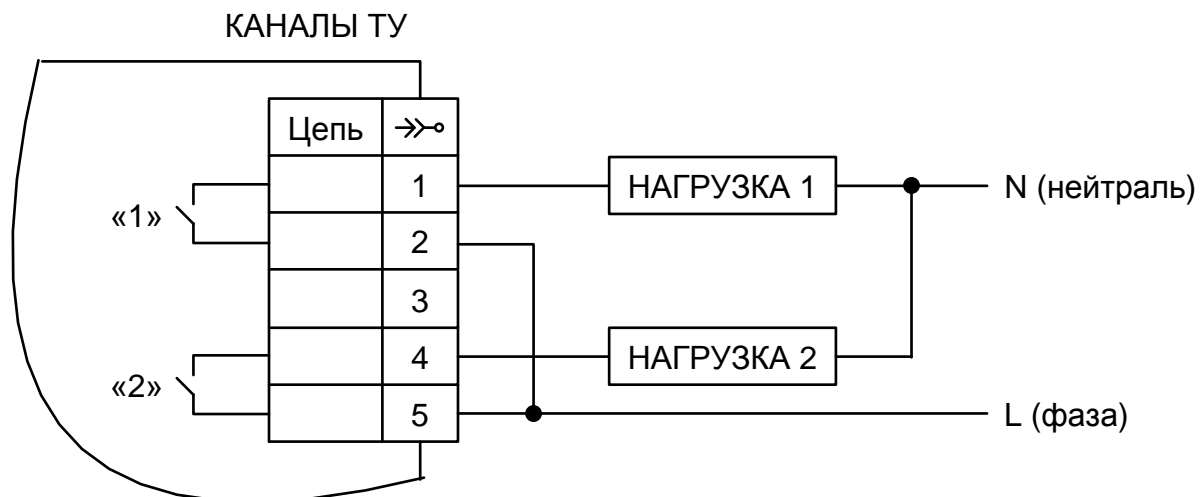 КАНАЛЫ ТУ
Цепь
1 НАГРУЗКА 1 N (нейтраль)
«1»
2
3
4 НАГРУЗКА 2
«2»
5 L (фаза)